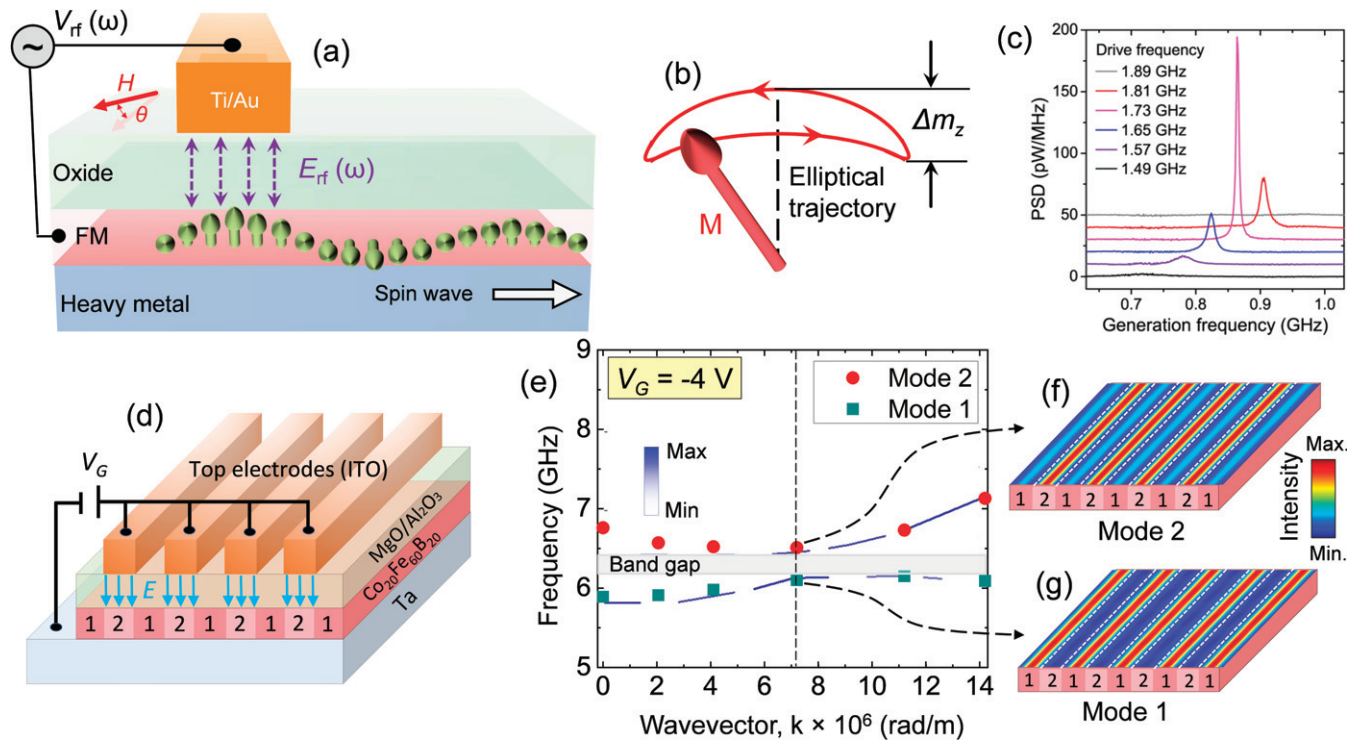 (a)
V_rf (ω)
~
H
θ
Ti/Au
Oxide
E_rf (ω)
FM
Heavy metal
Spin wave
(b)
Δm_z
Elliptical
trajectory
M
(c)
PSD (pW/MHz)
200
150
100
50
0
Drive frequency
1.89 GHz
1.81 GHz
1.73 GHz
1.65 GHz
1.57 GHz
1.49 GHz
0.7 0.8 0.9 1.0
Generation frequency (GHz)
(d)
V_G
Top electrodes (ITO)
MgO/Al₂O₃
Co₂₀Fe₆₀B₂₀
Ta
E
1 2 1 2 1 2 1 2 1
(e)
V_G = -4 V
Mode 2
Mode 1
Max
Min
Band gap
Frequency (GHz)
9
8
7
6
5
0 2 4 6 8 10 12 14
Wavevector, k × 10⁶ (rad/m)
(f)
1 2 1 2 1 2 1 2 1
Mode 2
Max.
Intensity
Min.
(g)
1 2 1 2 1 2 1 2 1
Mode 1